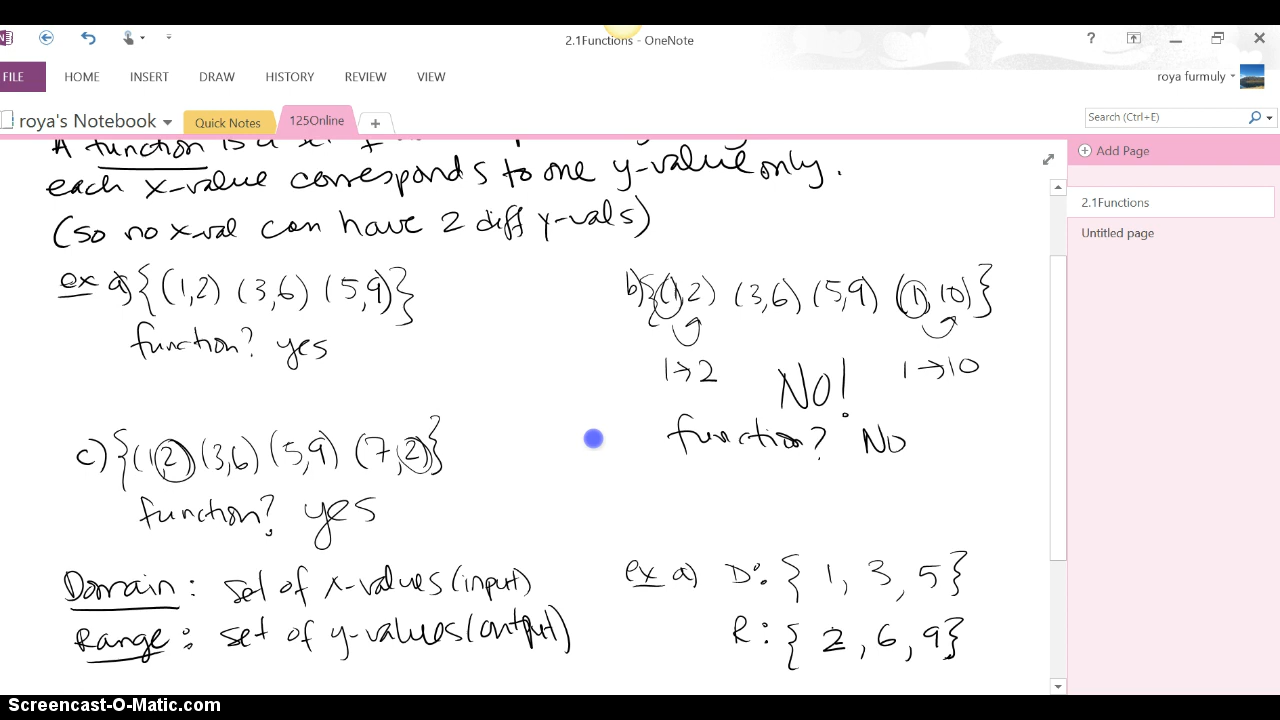 2.1Functions - OneNote
?
FILE HOME INSERT DRAW HISTORY REVIEW VIEW
roya furmuly
roya's Notebook Quick Notes 125Online +
Search (Ctrl+E)
A function is a set
each x-value corresponds to one y-value only.
(so no x-val can have 2 diff y-vals)
ex a) {(1,2) (3,6) (5,9)}
function? yes
b) {(1,2) (3,6) (5,9) (1,10)}
1→2 NO! 1→10
function? No
c) {(1,2) (3,6) (5,9) (7,2)}
function? yes
Domain: set of x-values (input)
Range: set of y-values (output)
ex a) D: {1, 3, 5}
R: {2, 6, 9}
Add Page
2.1Functions
Untitled page
Screencast-O-Matic.com